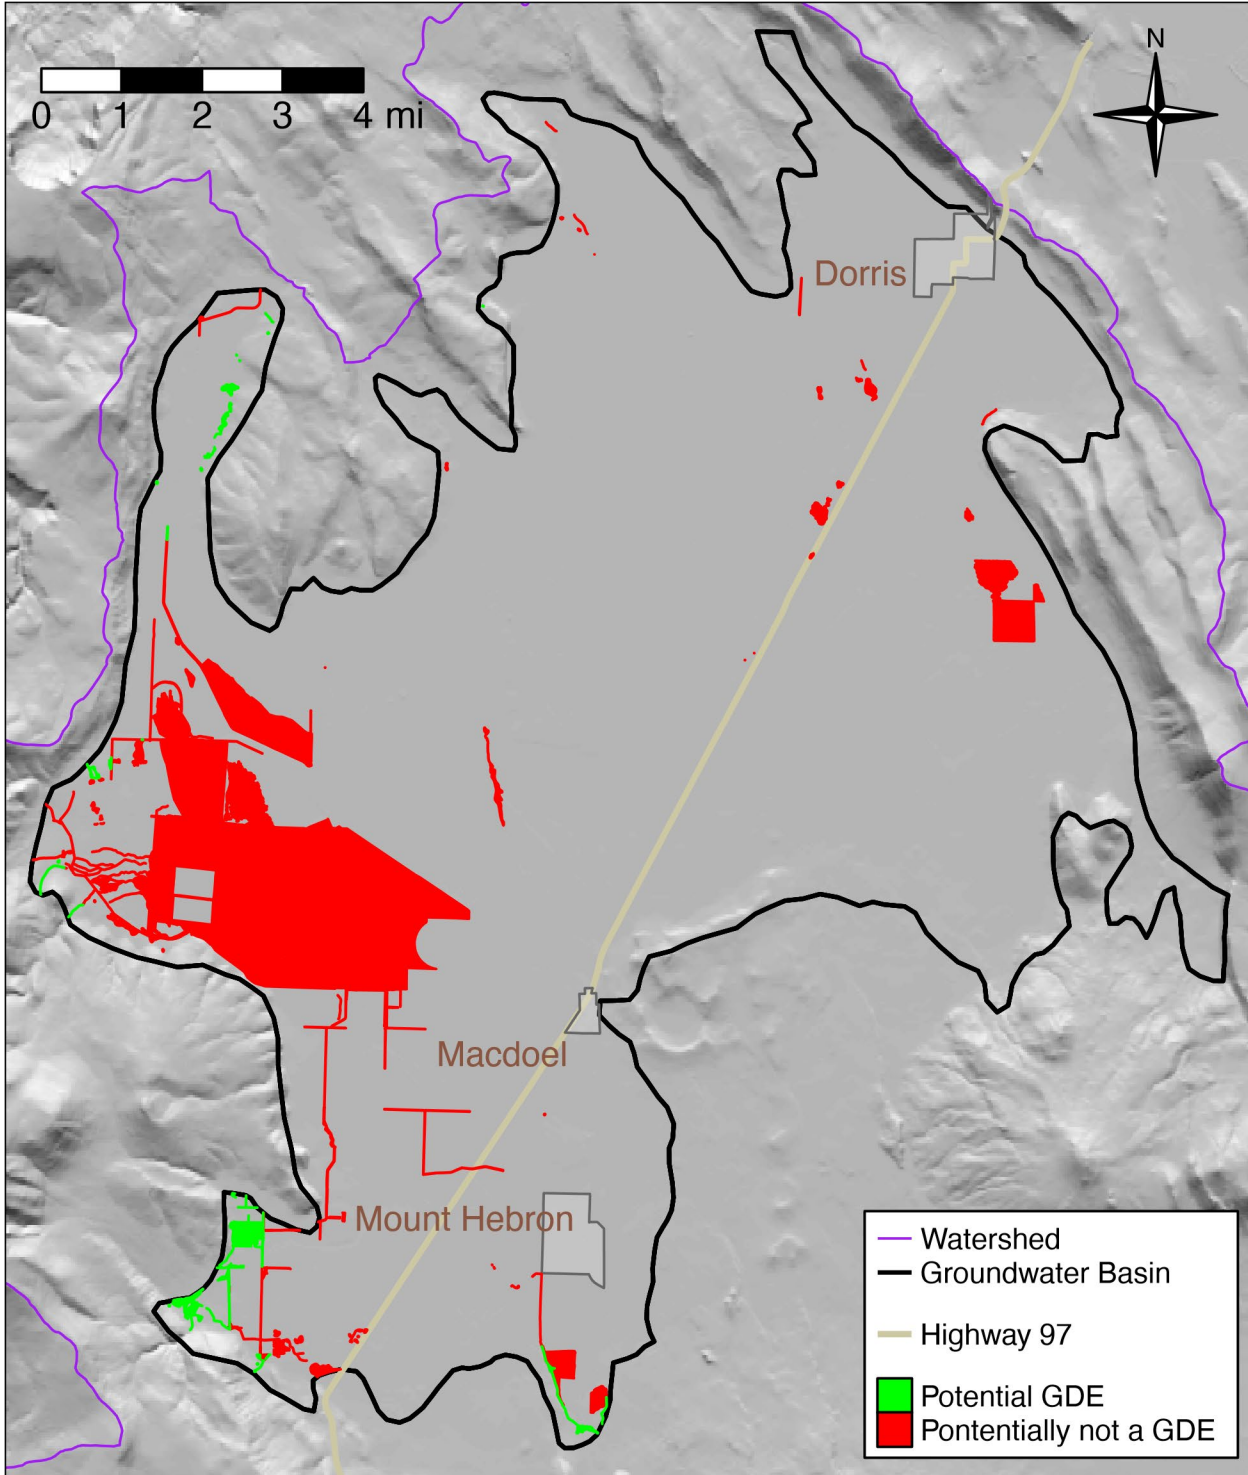 N
0 1 2 3 4 mi
Dorris
Macdoel
Mount Hebron
Watershed
Groundwater Basin
Highway 97
Potential GDE
Pontentially not a GDE